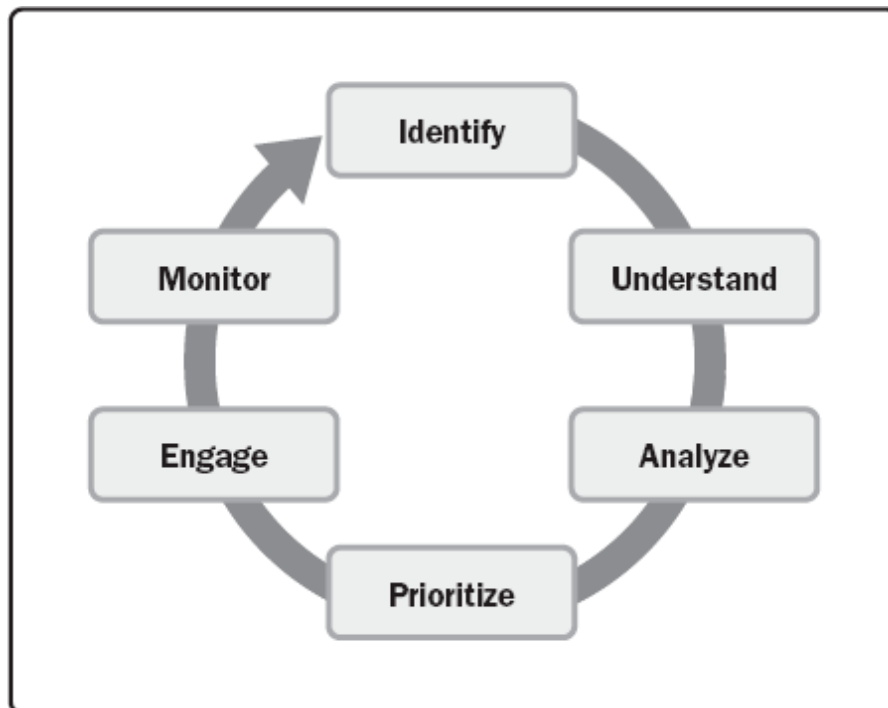 Identify
Understand
Analyze
Prioritize
Engage
Monitor